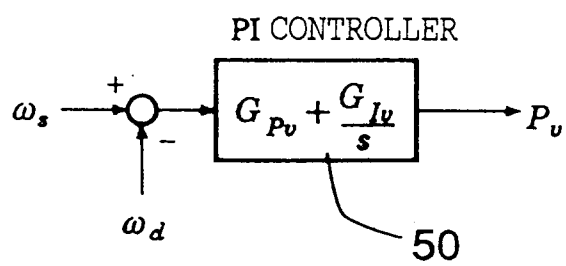 PI CONTROLLER
+
ω_s
G_Pv + G_Iv/s
P_v
−
ω_d
50